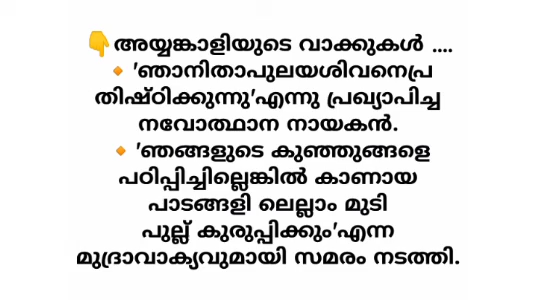 👇അയ്യങ്കാളിയുടെ വാക്കുകൾ ....
🔸'ഞാനിതാപുലയശിവനെപ്ര
തിഷ്ഠിക്കുന്നു'എന്നു പ്രഖ്യാപിച്ച
നവോത്ഥാന നായകൻ.
🔸'ഞങ്ങളുടെ കുഞ്ഞുങ്ങളെ
പഠിപ്പിച്ചില്ലെങ്കിൽ കാണായ
പാടങ്ങളി ലെല്ലാം മുടി
പുല്ല് കുരുപ്പിക്കും'എന്ന
മുദ്രാവാക്യവുമായി സമരം നടത്തി.